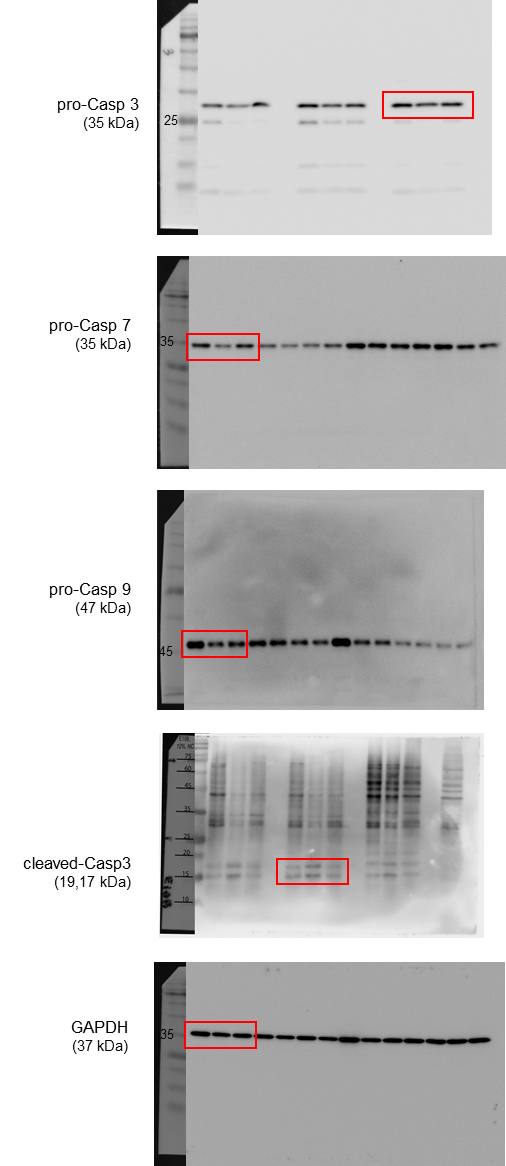 pro-Casp 3
(35 kDa)
25
pro-Casp 7
(35 kDa)
35
pro-Casp 9
(47 kDa)
45
75
60
45
25
20
cleaved-Casp3
(19,17 kDa)
15
10
GAPDH
(37 kDa)
35